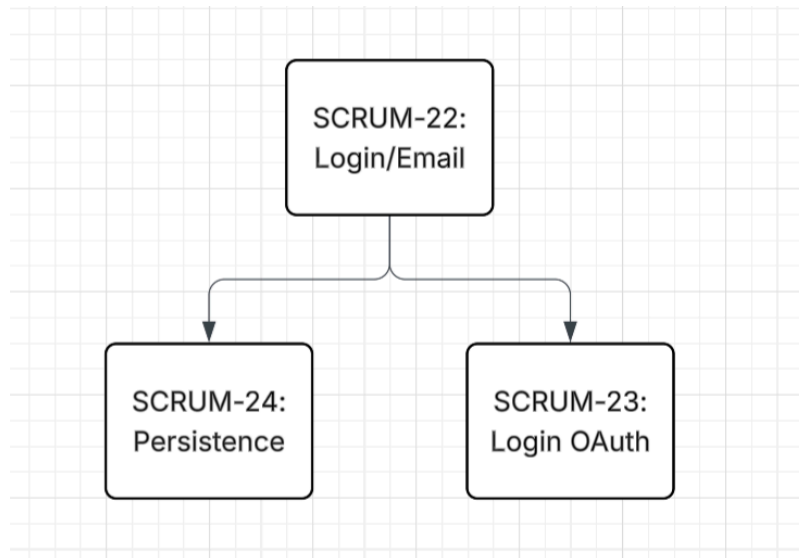 SCRUM-22:
Login/Email
SCRUM-24:
Persistence
SCRUM-23:
Login OAuth